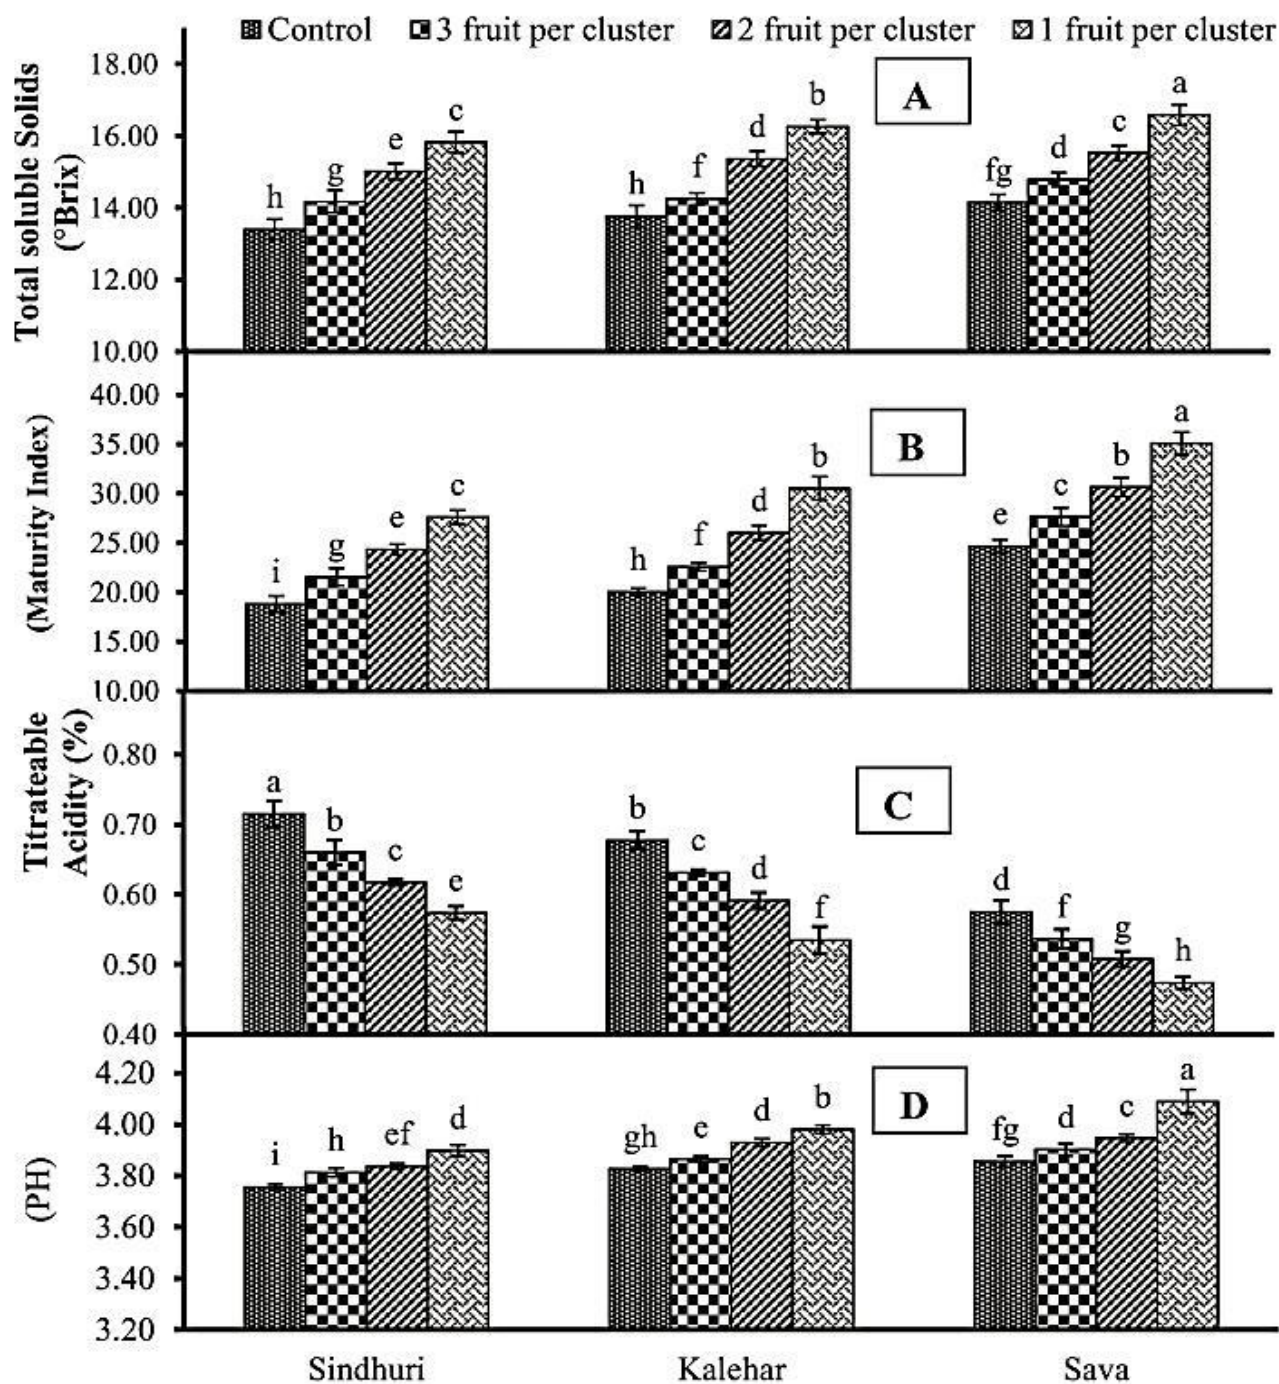 Control 3 fruit per cluster 2 fruit per cluster 1 fruit per cluster
Total soluble Solids
(°Brix)
18.00
16.00
14.00
12.00
10.00
A
h g e c
h f d b
fg d c a
(Maturity Index)
40.00
35.00
30.00
25.00
20.00
15.00
10.00
B
i g e c
h f d b
e c b a
Titrateable
Acidity (%)
0.80
0.70
0.60
0.50
0.40
C
a b c e
b c d f
d f g h
(PH)
4.20
4.00
3.80
3.60
3.40
3.20
D
i h ef d
gh e d b
fg d c a
Sindhuri Kalehar Sava